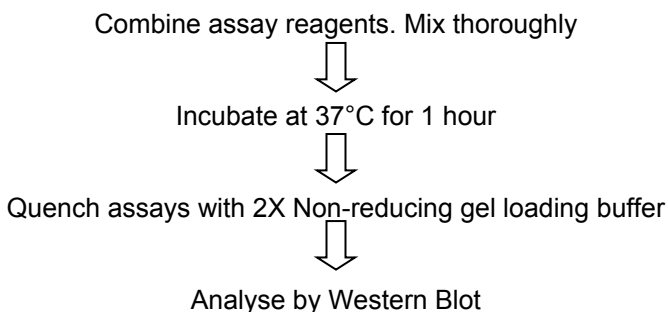 Combine assay reagents. Mix thoroughly
Incubate at 37°C for 1 hour
Quench assays with 2X Non-reducing gel loading buffer
Analyse by Western Blot